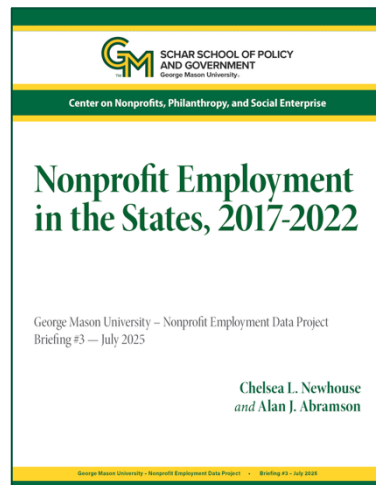 GM
TM
SCHAR SCHOOL OF POLICY
AND GOVERNMENT
George Mason University®
Center on Nonprofits, Philanthropy, and Social Enterprise
Nonprofit Employment
in the States, 2017-2022
George Mason University – Nonprofit Employment Data Project
Briefing #3 — July 2025
Chelsea L. Newhouse
and Alan J. Abramson
George Mason University – Nonprofit Employment Data Project • Briefing #3 – July 2025